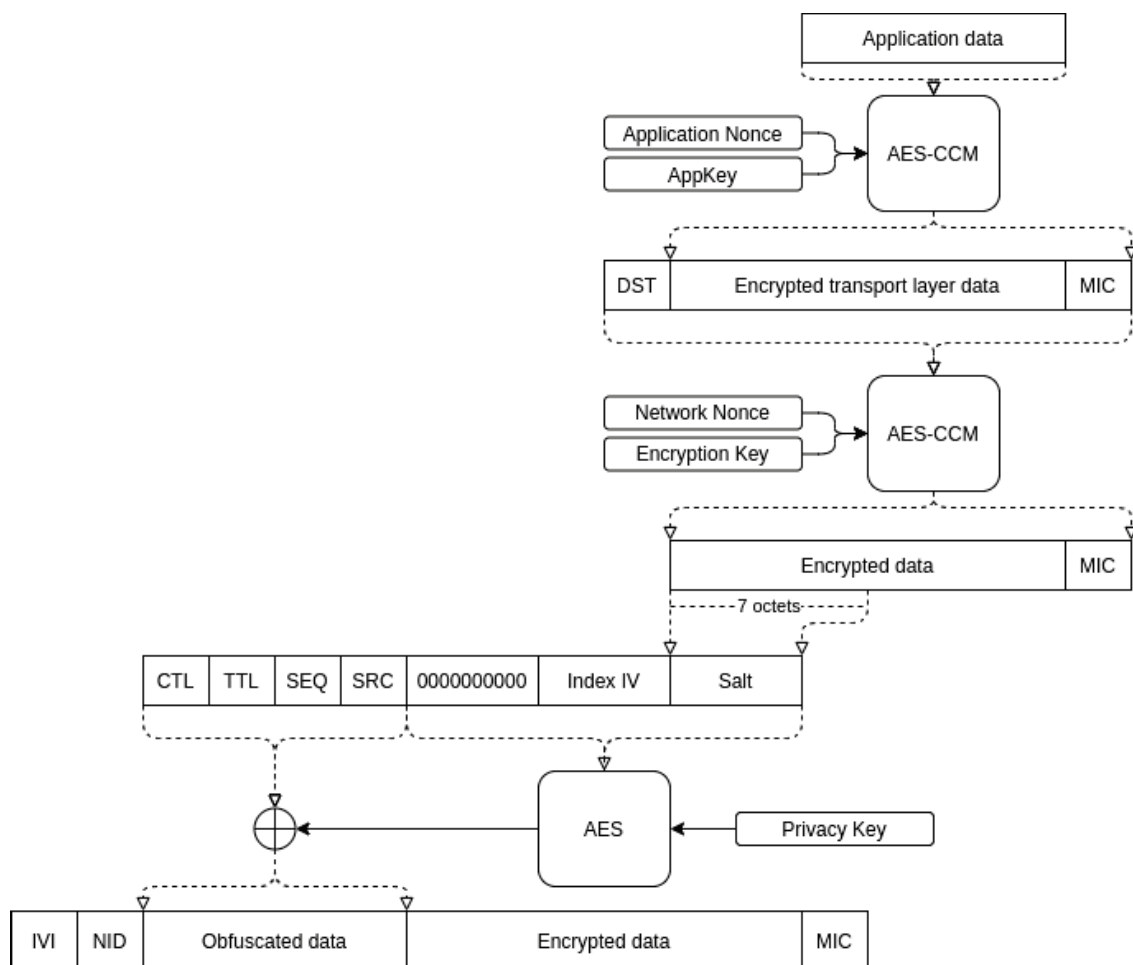 Application data
Application Nonce
AES-CCM
AppKey
DST Encrypted transport layer data MIC
Network Nonce
AES-CCM
Encryption Key
Encrypted data MIC
7 octets
CTL TTL SEQ SRC 0000000000 Index IV Salt
AES
Privacy Key
IVI NID Obfuscated data Encrypted data MIC